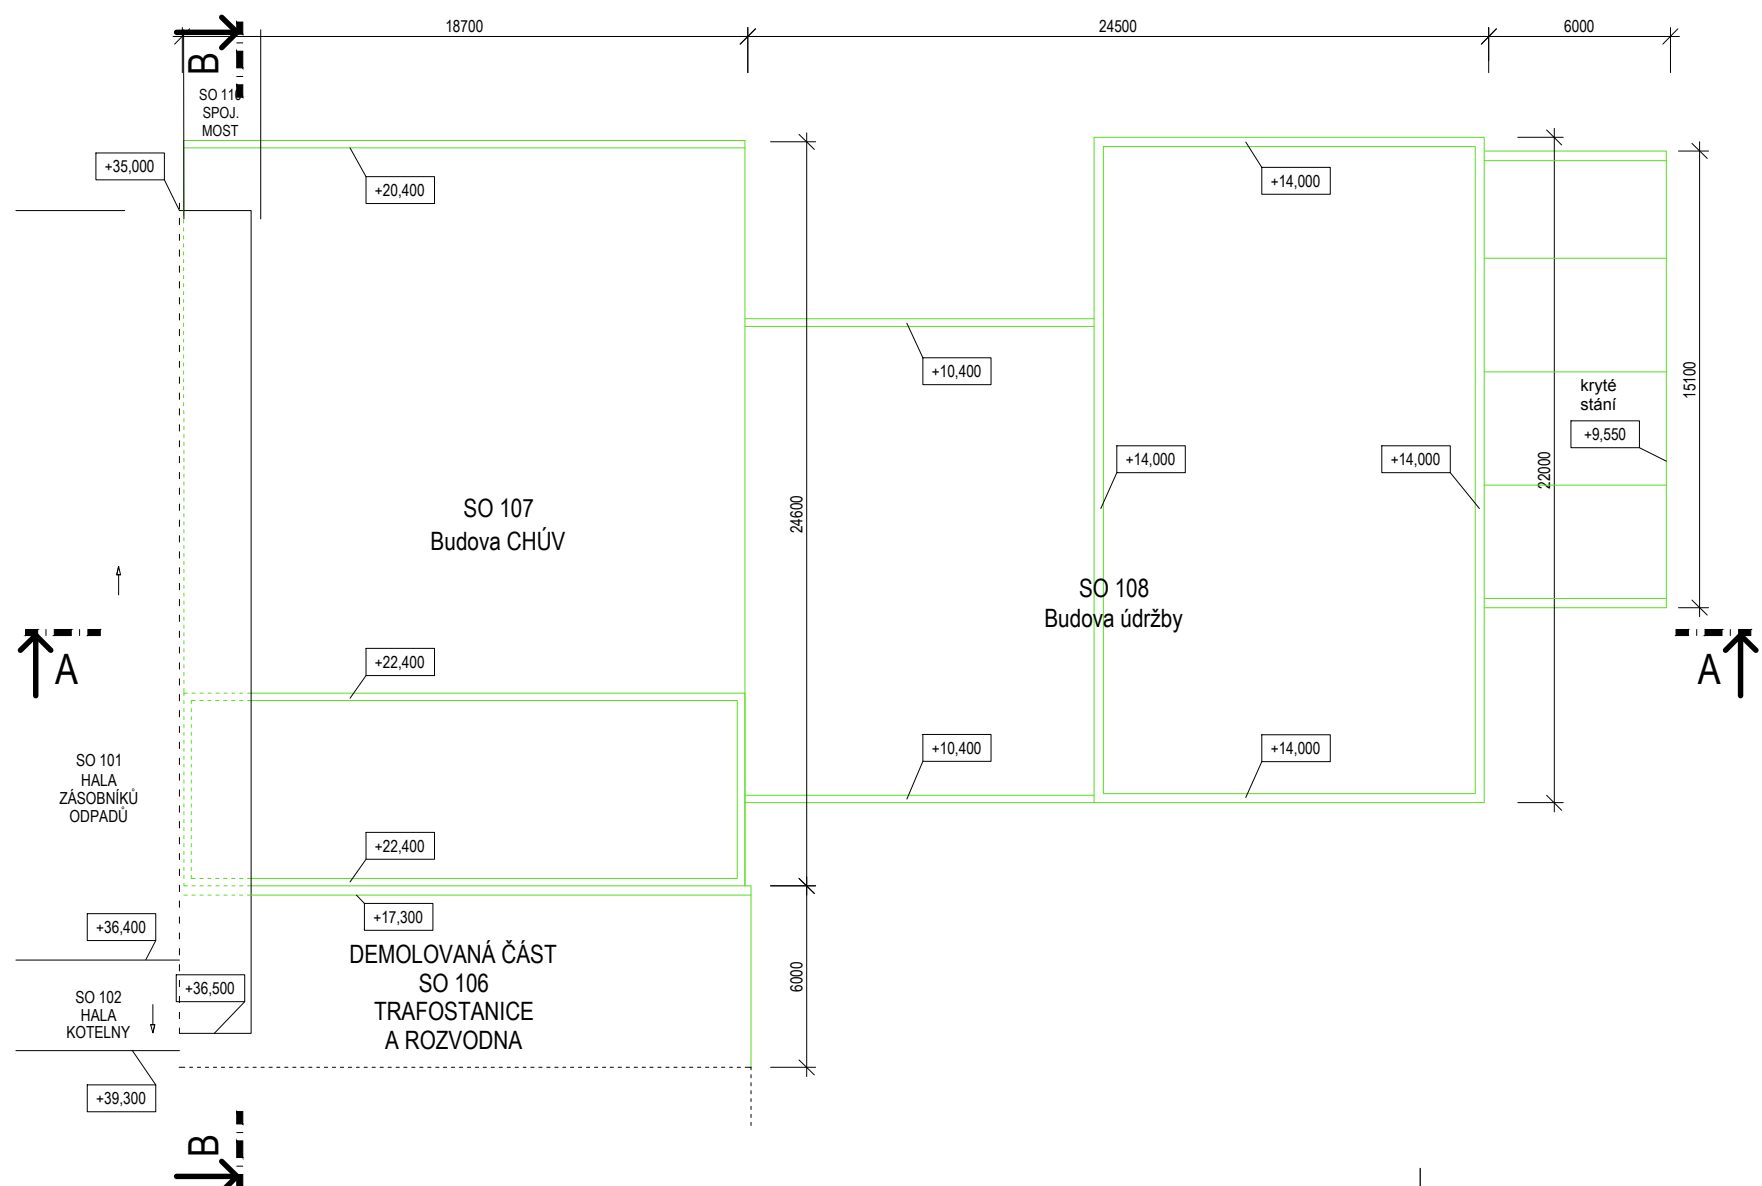 18700
24500
6000
B
SO 110
SPOJ.
MOST
+35,000
+20,400
+14,000
+10,400
kryté
stání
+9,550
15100
+14,000
+14,000
22000
24600
SO 107
Budova CHÚV
SO 108
Budova údržby
A
A
+22,400
+10,400
+14,000
SO 101
HALA
ZÁSOBNÍKŮ
ODPADŮ
+22,400
+17,300
+36,400
DEMOLOVANÁ ČÁST
SO 106
TRAFOSTANICE
A ROZVODNA
6000
+36,500
SO 102
HALA
KOTELNY
+39,300
B